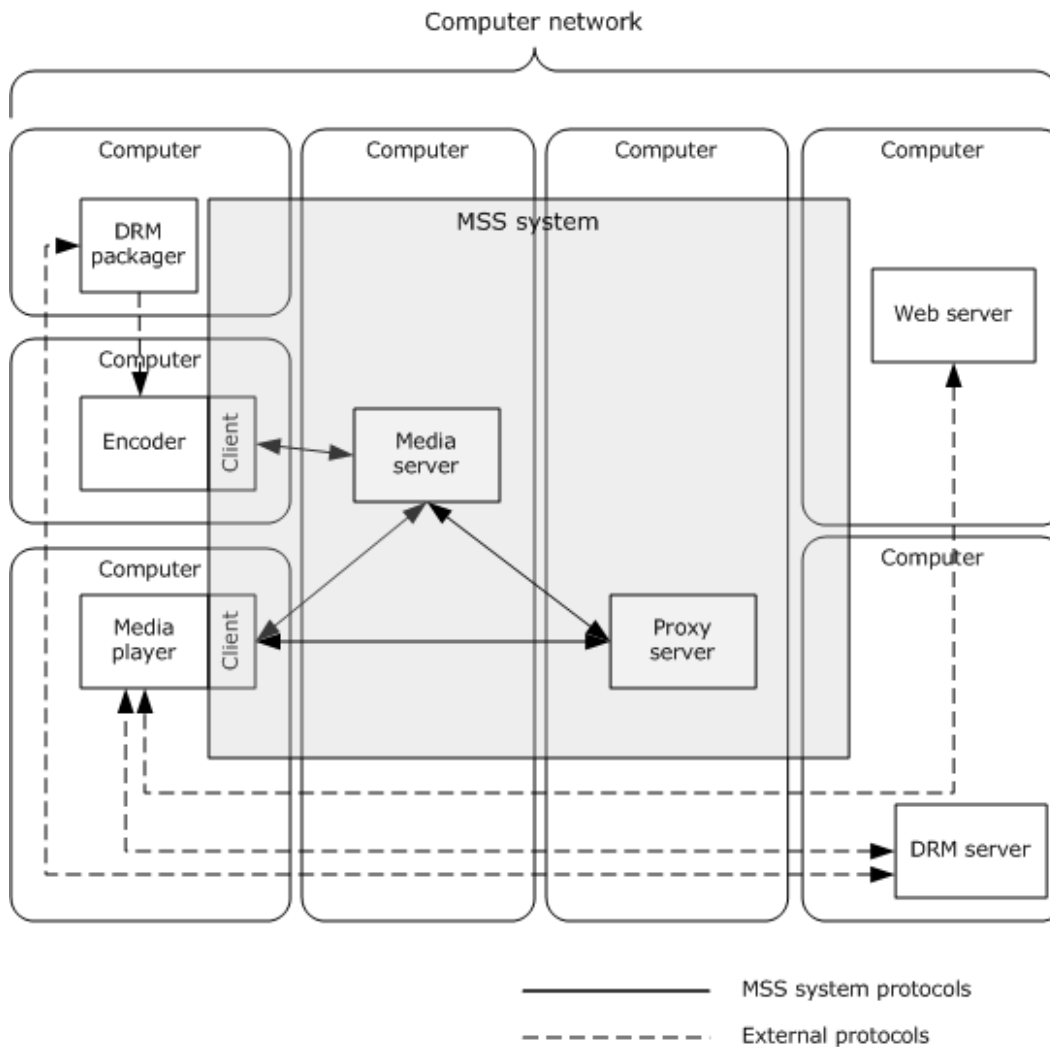 Computer network
Computer
Computer
Computer
Computer
DRM
packager
MSS system
Web server
Computer
Encoder
Client
Media
server
Computer
Computer
Media
player
Client
Proxy
server
DRM server
MSS system protocols
External protocols